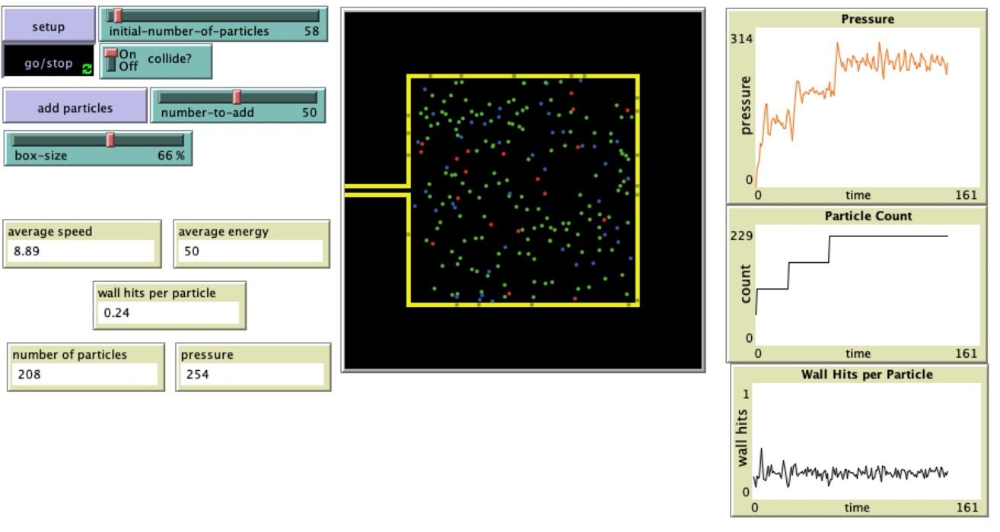 setup
initial-number-of-particles 58
go/stop
On
Off
collide?
add particles
number-to-add 50
box-size 66 %
average speed
8.89
average energy
50
wall hits per particle
0.24
number of particles
208
pressure
254
Pressure
314
pressure
0
0 time 161
Particle Count
229
count
0
0 time 161
Wall Hits per Particle
1
wall hits
0
0 time 161